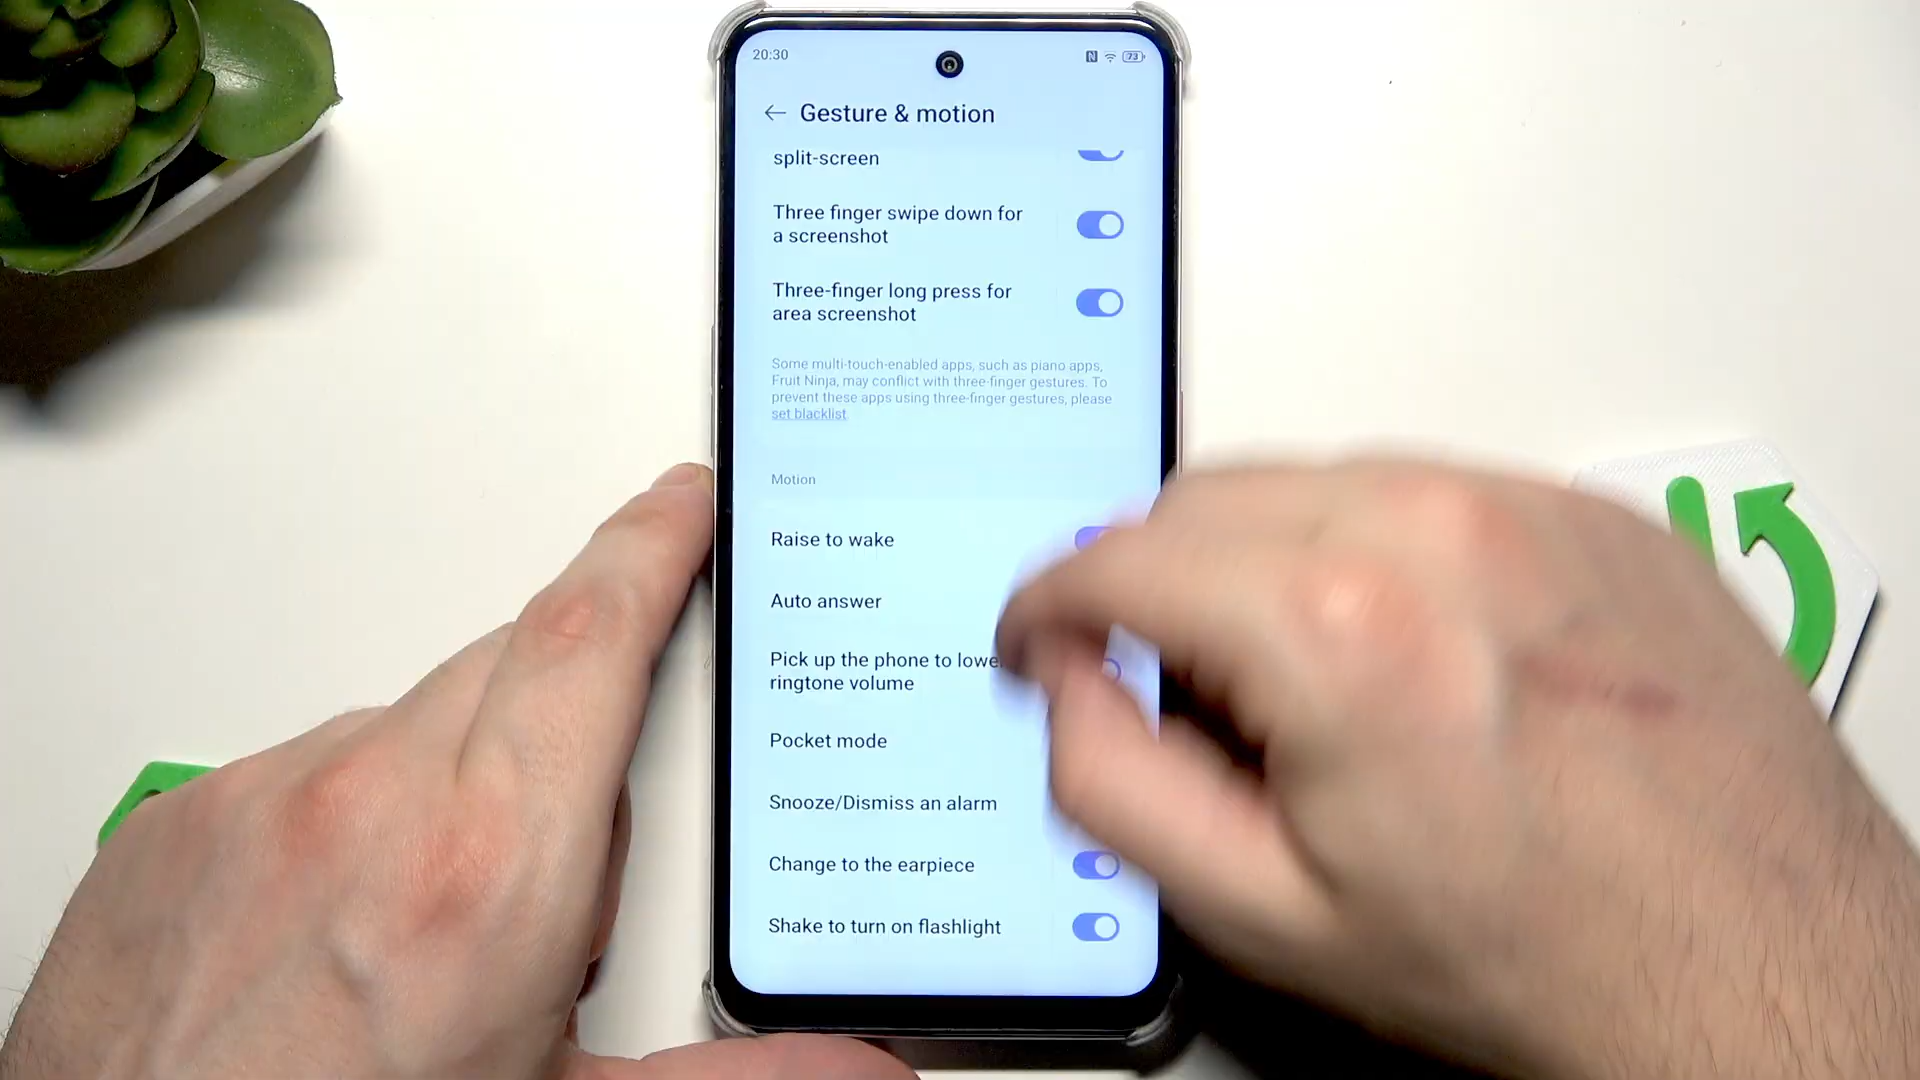 20:30
N 73
Gesture & motion
split-screen
Three finger swipe down for
a screenshot
Three-finger long press for
area screenshot
Some multi-touch-enabled apps, such as piano apps,
Fruit Ninja, may conflict with three-finger gestures. To
prevent these apps using three-finger gestures, please
set blacklist.
Motion
Raise to wake
Auto answer
Pick up the phone to lower
ringtone volume
Pocket mode
Snooze/Dismiss an alarm
Change to the earpiece
Shake to turn on flashlight